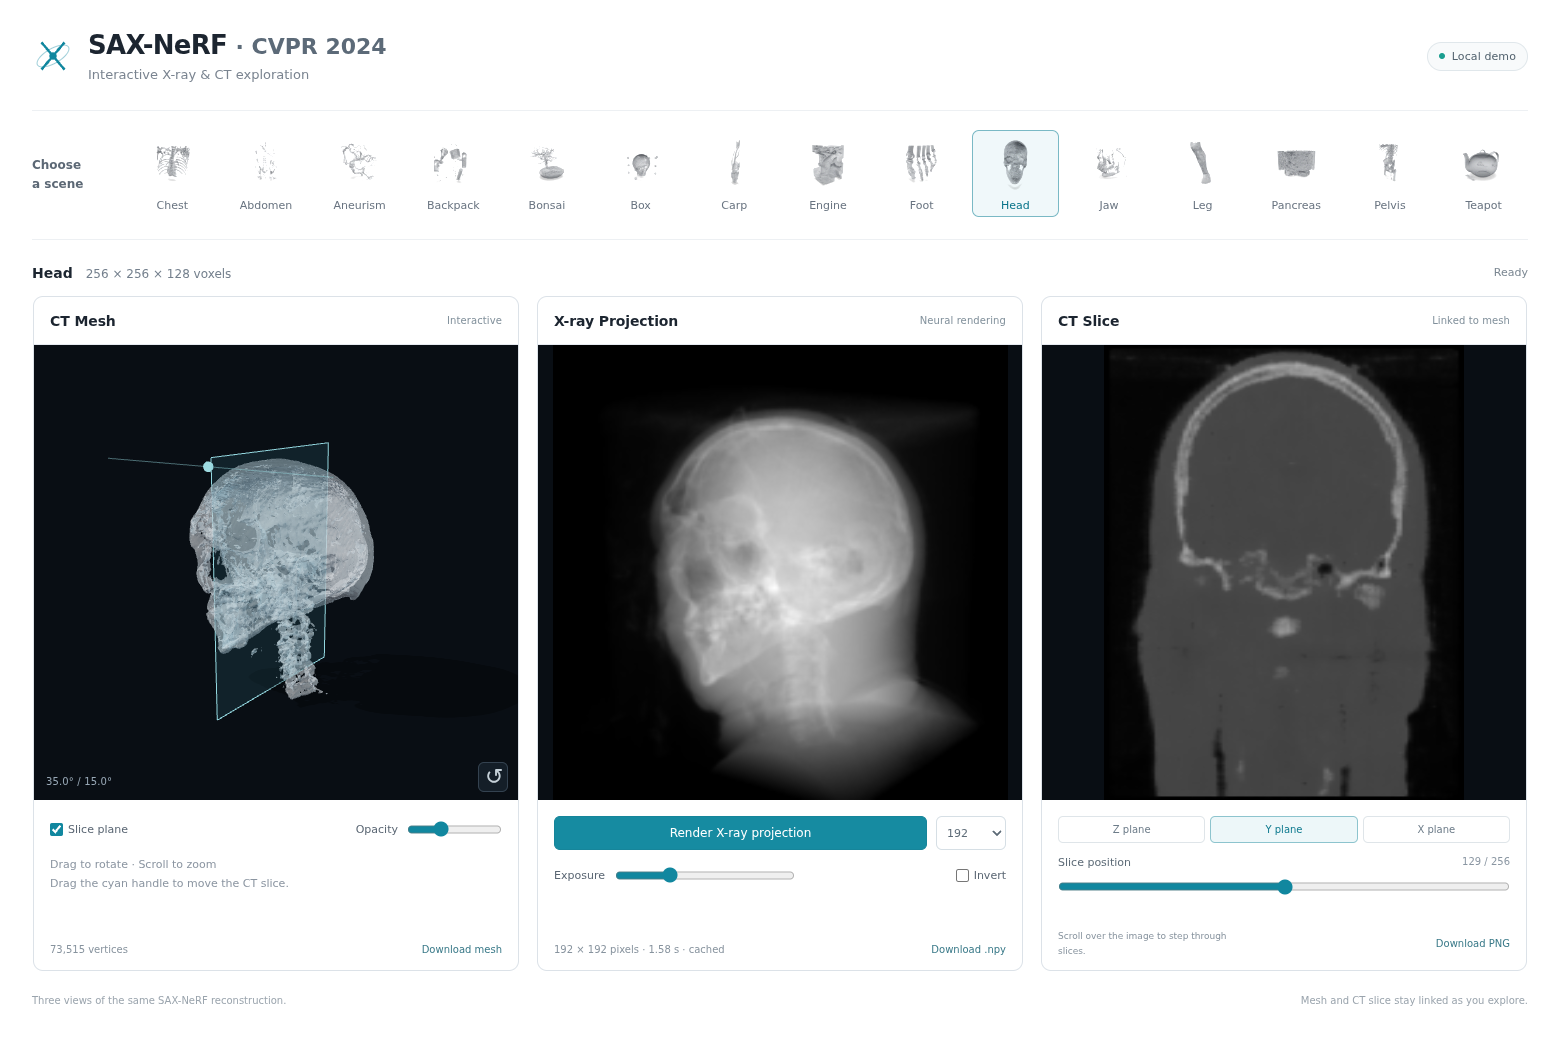 SAX-NeRF · CVPR 2024
Interactive X-ray & CT exploration
Local demo
Choose
a scene
Chest
Abdomen
Aneurism
Backpack
Bonsai
Box
Carp
Engine
Foot
Head
Jaw
Leg
Pancreas
Pelvis
Teapot
Head 256 × 256 × 128 voxels
Ready
CT Mesh
Interactive
35.0° / 15.0°
Slice plane
Opacity
Drag to rotate · Scroll to zoom
Drag the cyan handle to move the CT slice.
73,515 vertices
Download mesh
X-ray Projection
Neural rendering
Render X-ray projection
192
Exposure
Invert
192 × 192 pixels · 1.58 s · cached
Download .npy
CT Slice
Linked to mesh
Z plane
Y plane
X plane
Slice position
129 / 256
Scroll over the image to step through
slices.
Download PNG
Three views of the same SAX-NeRF reconstruction.
Mesh and CT slice stay linked as you explore.